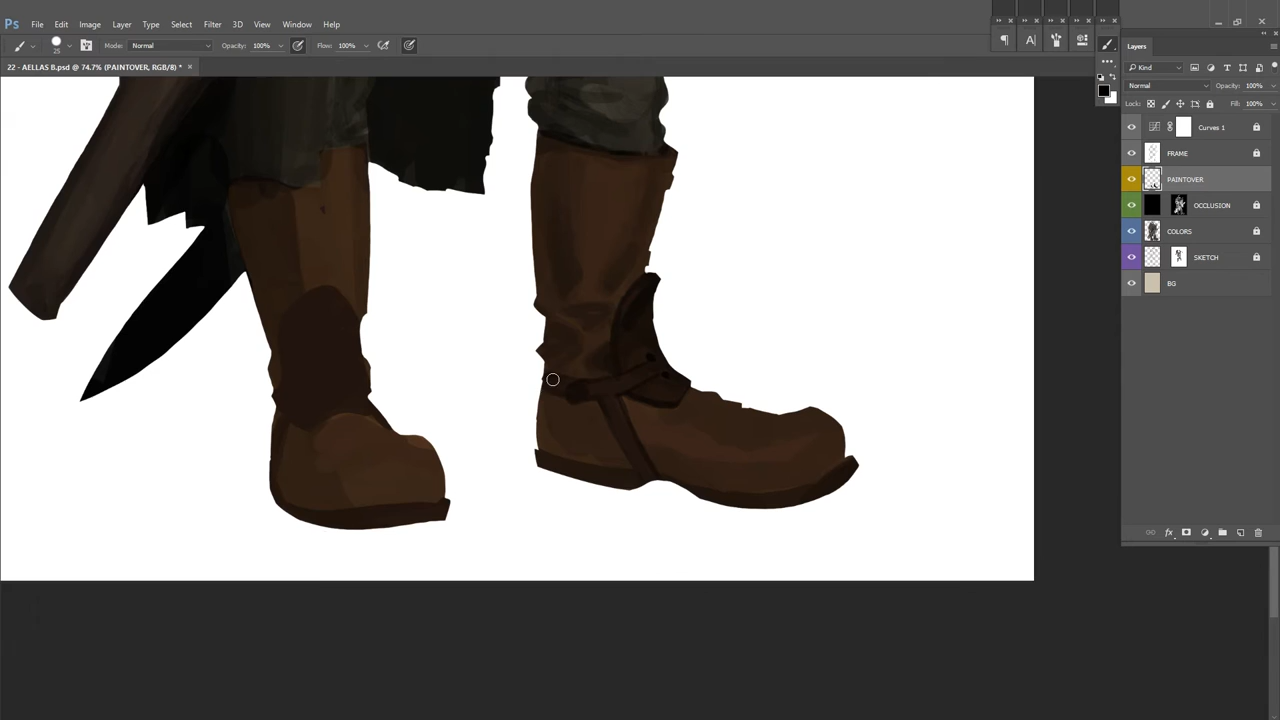 Ps File Edit Image Layer Type Select Filter 3D View Window Help
25 Mode: Normal Opacity: 100% Flow: 100%
22 - AELLAS B.psd @ 74.7% (PAINTOVER, RGB/8) * ×
Layers
Kind
Normal Opacity: 100%
Lock: Fill: 100%
Curves 1
FRAME
PAINTOVER
OCCLUSION
COLORS
SKETCH
BG
fx